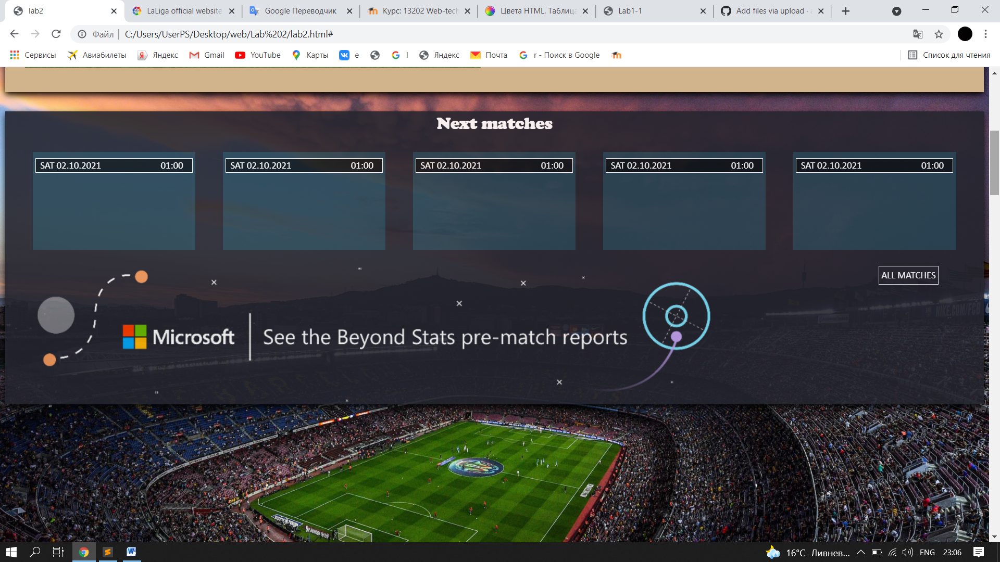 lab2
LaLiga official website
Google Переводчик
Курс: 13202 Web-tech
Цвета HTML. Таблица
Lab1-1
Add files via upload ·
Файл
C:/Users/UserPS/Desktop/web/Lab%202/lab2.html#
Сервисы
Авиабилеты
Яндекс
Gmail
YouTube
Карты
е
I
Яндекс
Почта
r - Поиск в Google
Список для чтения
Next matches
SAT 02.10.2021 01:00
SAT 02.10.2021 01:00
SAT 02.10.2021 01:00
SAT 02.10.2021 01:00
SAT 02.10.2021 01:00
ALL MATCHES
Microsoft | See the Beyond Stats pre-match reports
NIKE.COM/FCB
16°C Ливнев...
ENG
23:06